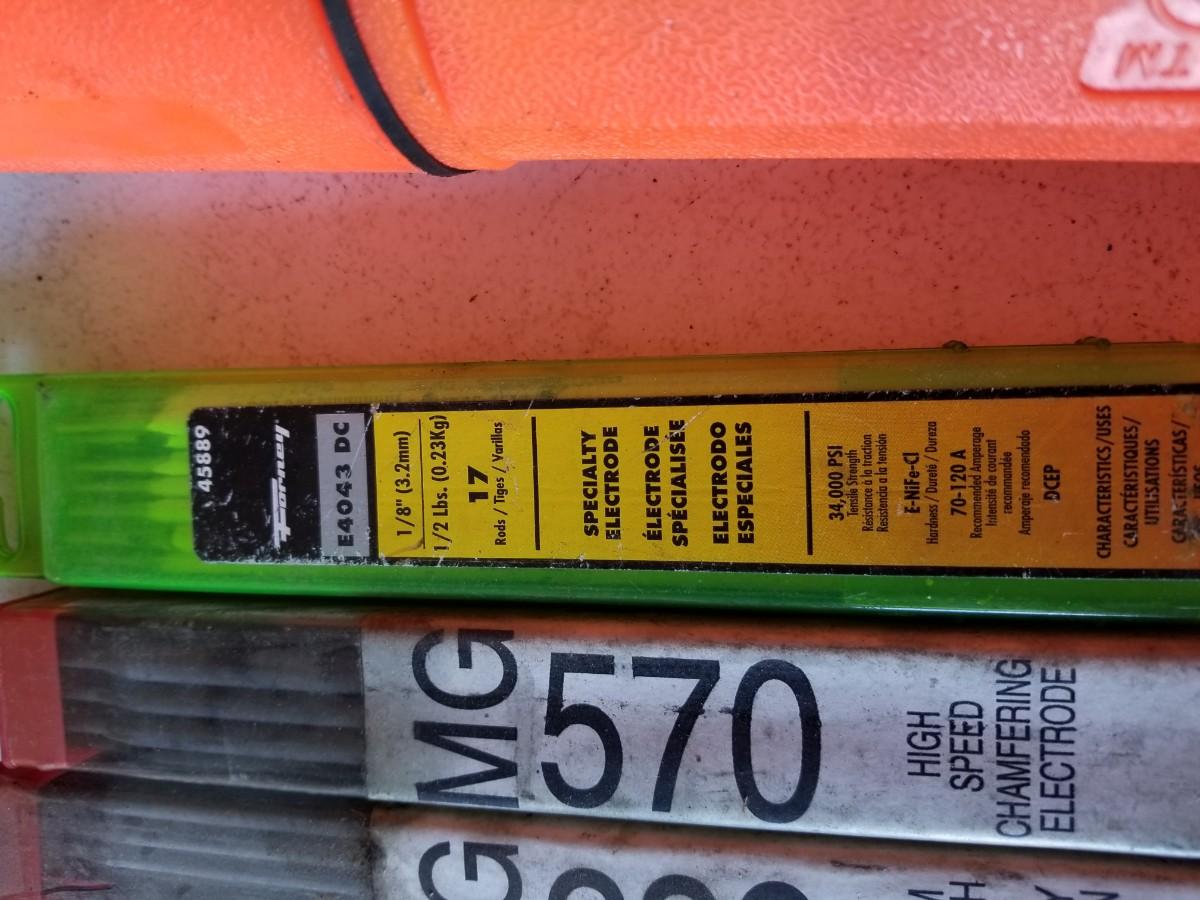 TM
45889
Forney®
E4043 DC
1/8" (3.2mm)
1/2 Lbs. (0.23Kg)
17
Rods / Tiges / Varillas
SPECIALTY
ELECTRODE
ÉLECTRODE
SPÉCIALISÉE
ELECTRODO
ESPECIALES
34,000 PSI
Tensile Strength
Résistance à la traction
Resistencia a la tensión
E-NiFe-Cl
Hardness / Dureté / Dureza
70-120 A
Recommended Amperage
Intensité de courant
recommandée
Amperaje recomendado
DCEP
CHARACTERISTICS/USES
CARACTÉRISTIQUES/
UTILISATIONS
CARACTERÍSTICAS/
MG
570
HIGH
SPEED
CHAMFERING
ELECTRODE
MG